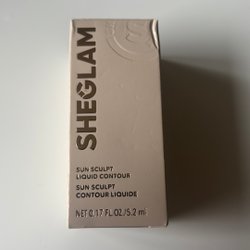 SHEGLAM
SUN SCULPT
LIQUID CONTOUR
SUN SCULPT
CONTOUR LIQUIDE
NET 0.17 FL.OZ./5.2 ml